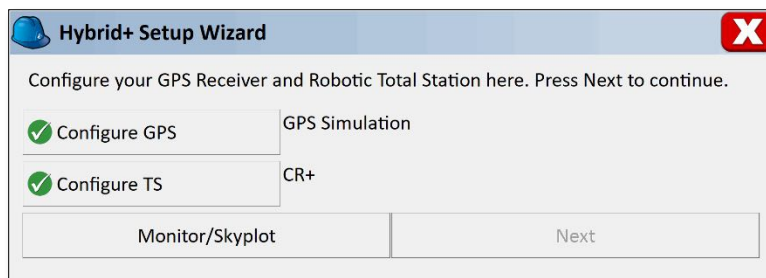 Hybrid+ Setup Wizard
Configure your GPS Receiver and Robotic Total Station here. Press Next to continue.
Configure GPS GPS Simulation
Configure TS CR+
Monitor/Skyplot Next